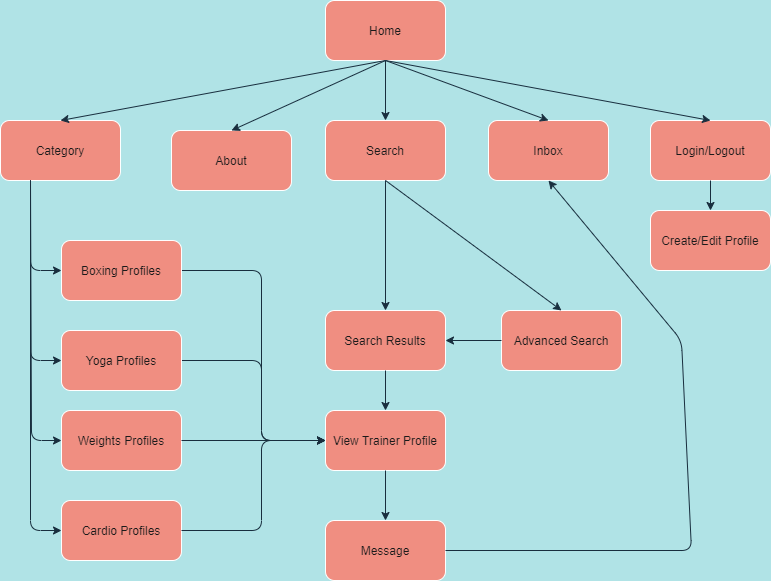 Home
Category
About
Search
Inbox
Login/Logout
Create/Edit Profile
Boxing Profiles
Yoga Profiles
Search Results
Advanced Search
Weights Profiles
View Trainer Profile
Cardio Profiles
Message